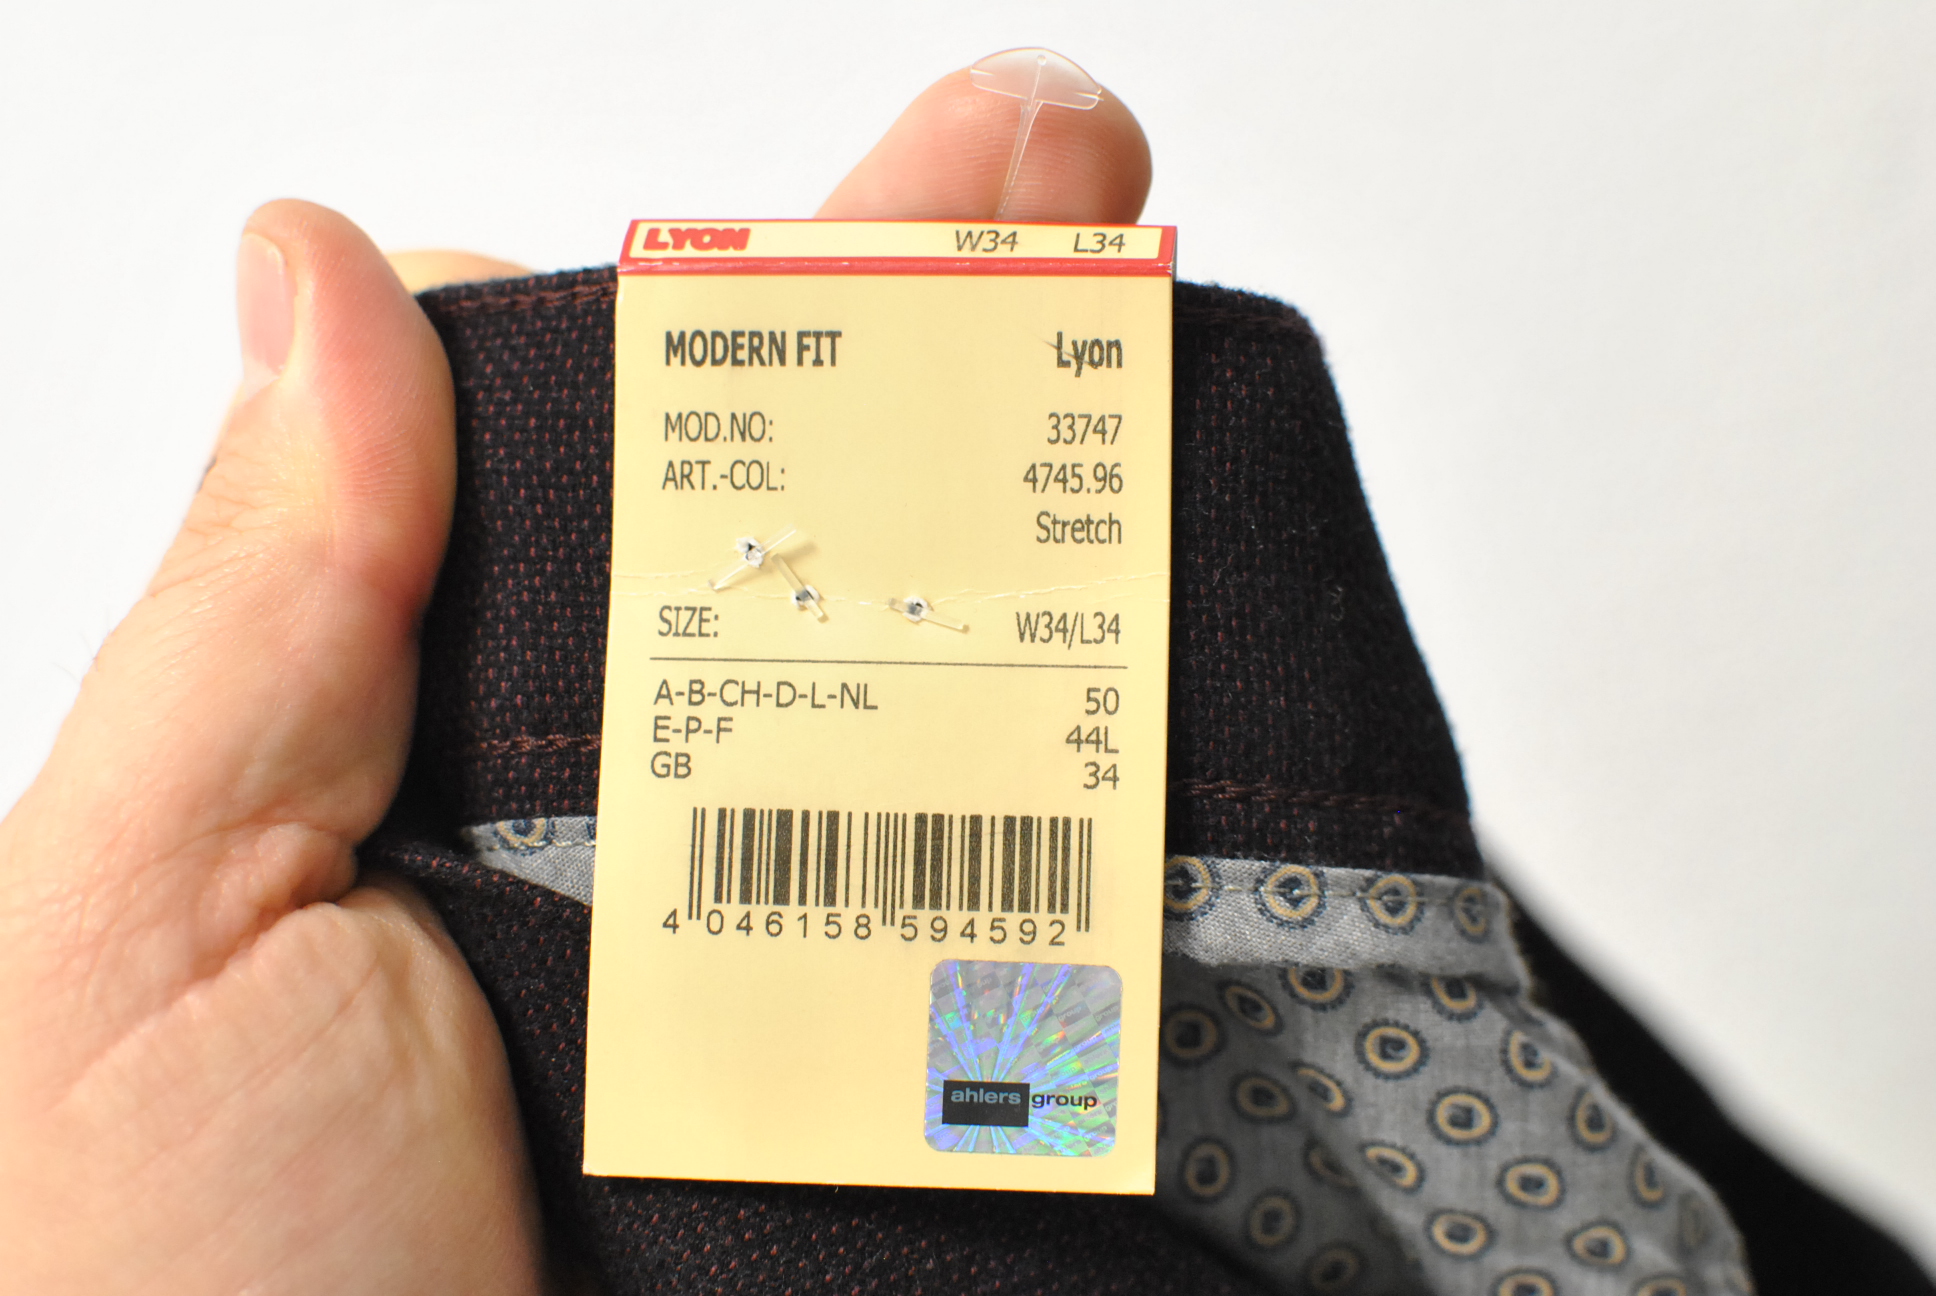 LYON W34 L34
MODERN FIT Lyon
MOD.NO: 33747
ART.-COL: 4745.96
Stretch
SIZE: W34/L34
A-B-CH-D-L-NL 50
E-P-F 44L
GB 34
4 046158 594592
ahlers group